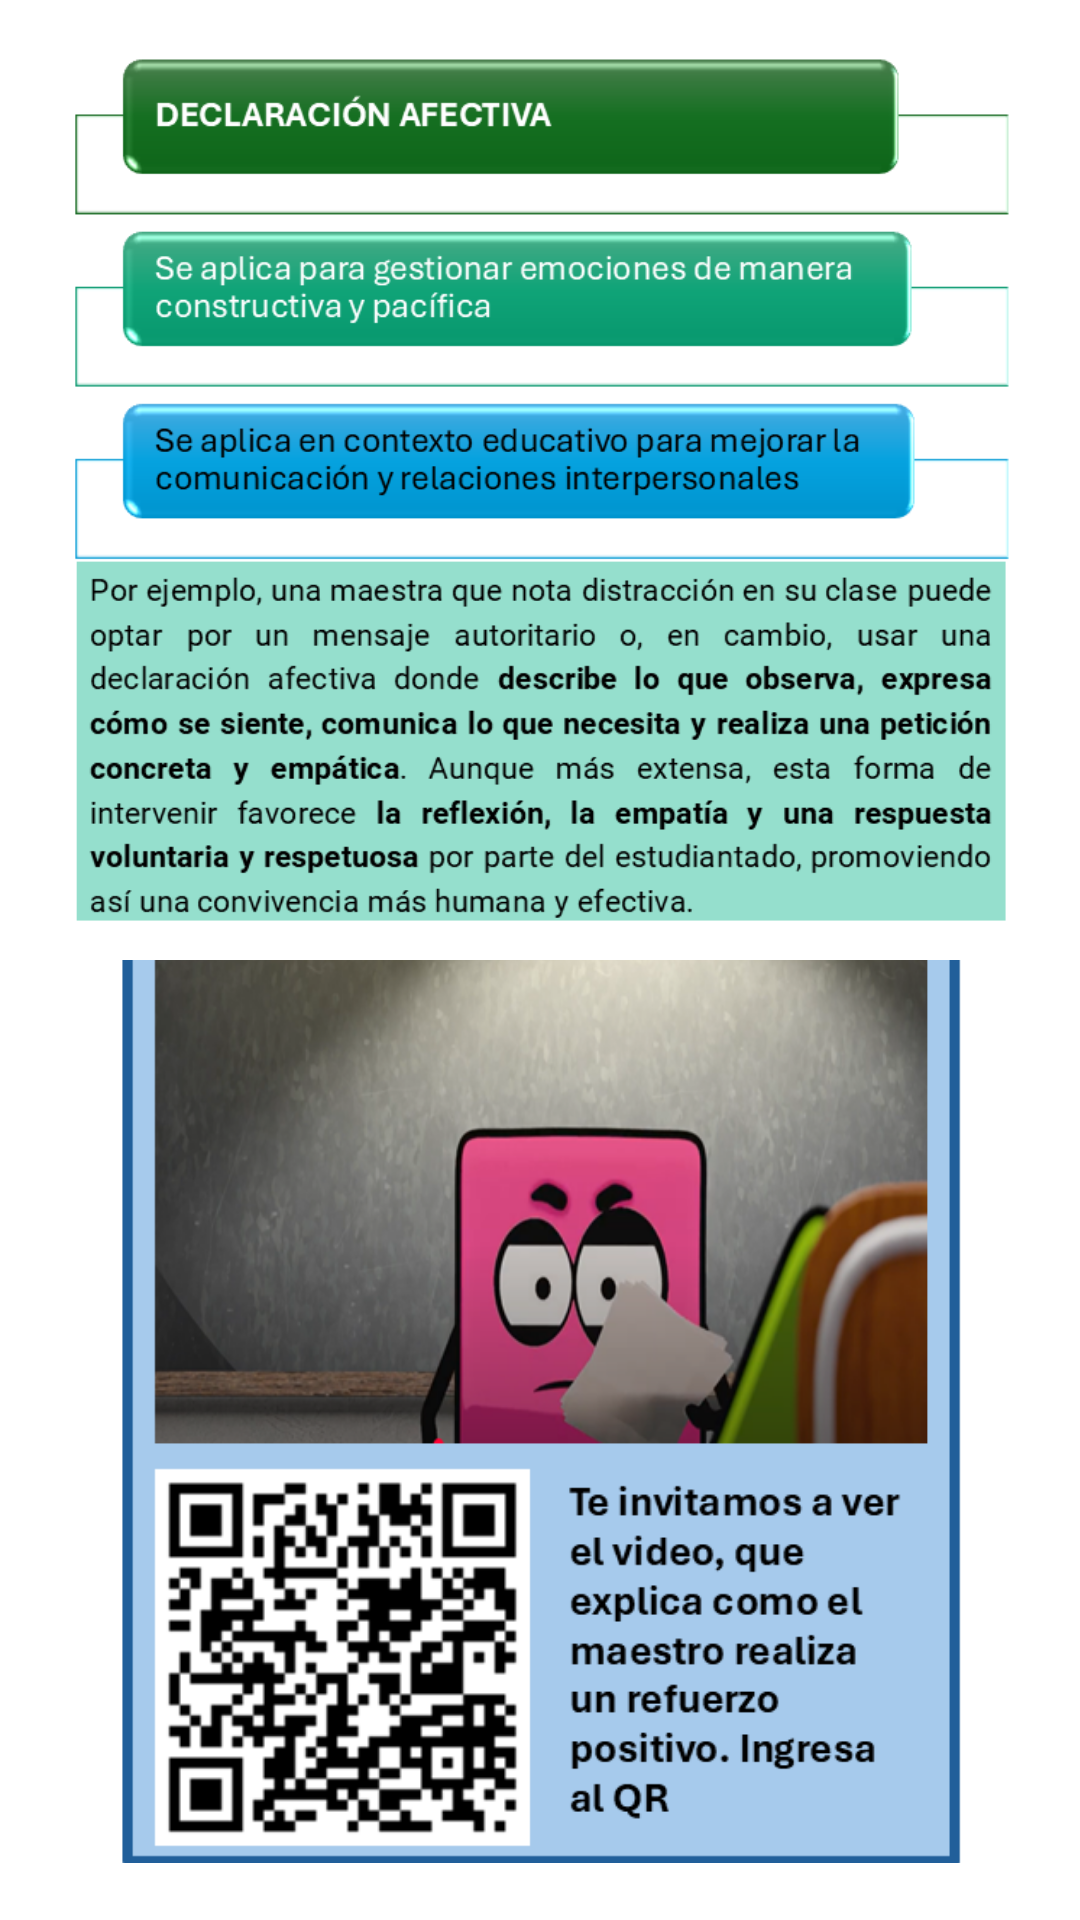 DECLARACIÓN AFECTIVA
Se aplica para gestionar emociones de manera
constructiva y pacífica
Se aplica en contexto educativo para mejorar la
comunicación y relaciones interpersonales
Por ejemplo, una maestra que nota distracción en su clase puede
optar por un mensaje autoritario o, en cambio, usar una
declaración afectiva donde describe lo que observa, expresa
cómo se siente, comunica lo que necesita y realiza una petición
concreta y empática. Aunque más extensa, esta forma de
intervenir favorece la reflexión, la empatía y una respuesta
voluntaria y respetuosa por parte del estudiantado, promoviendo
así una convivencia más humana y efectiva.
Te invitamos a ver
el video, que
explica como el
maestro realiza
un refuerzo
positivo. Ingresa
al QR